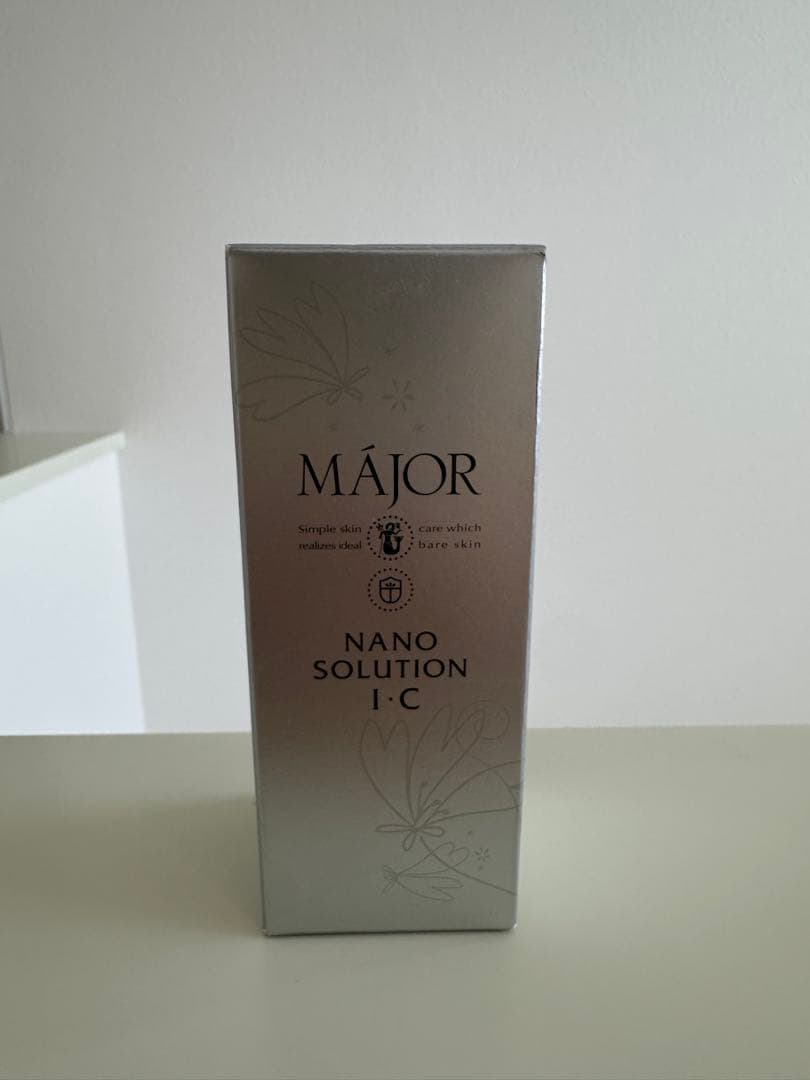 MÁJOR
Simple skin care which
realizes ideal bare skin
NANO
SOLUTION
I·C